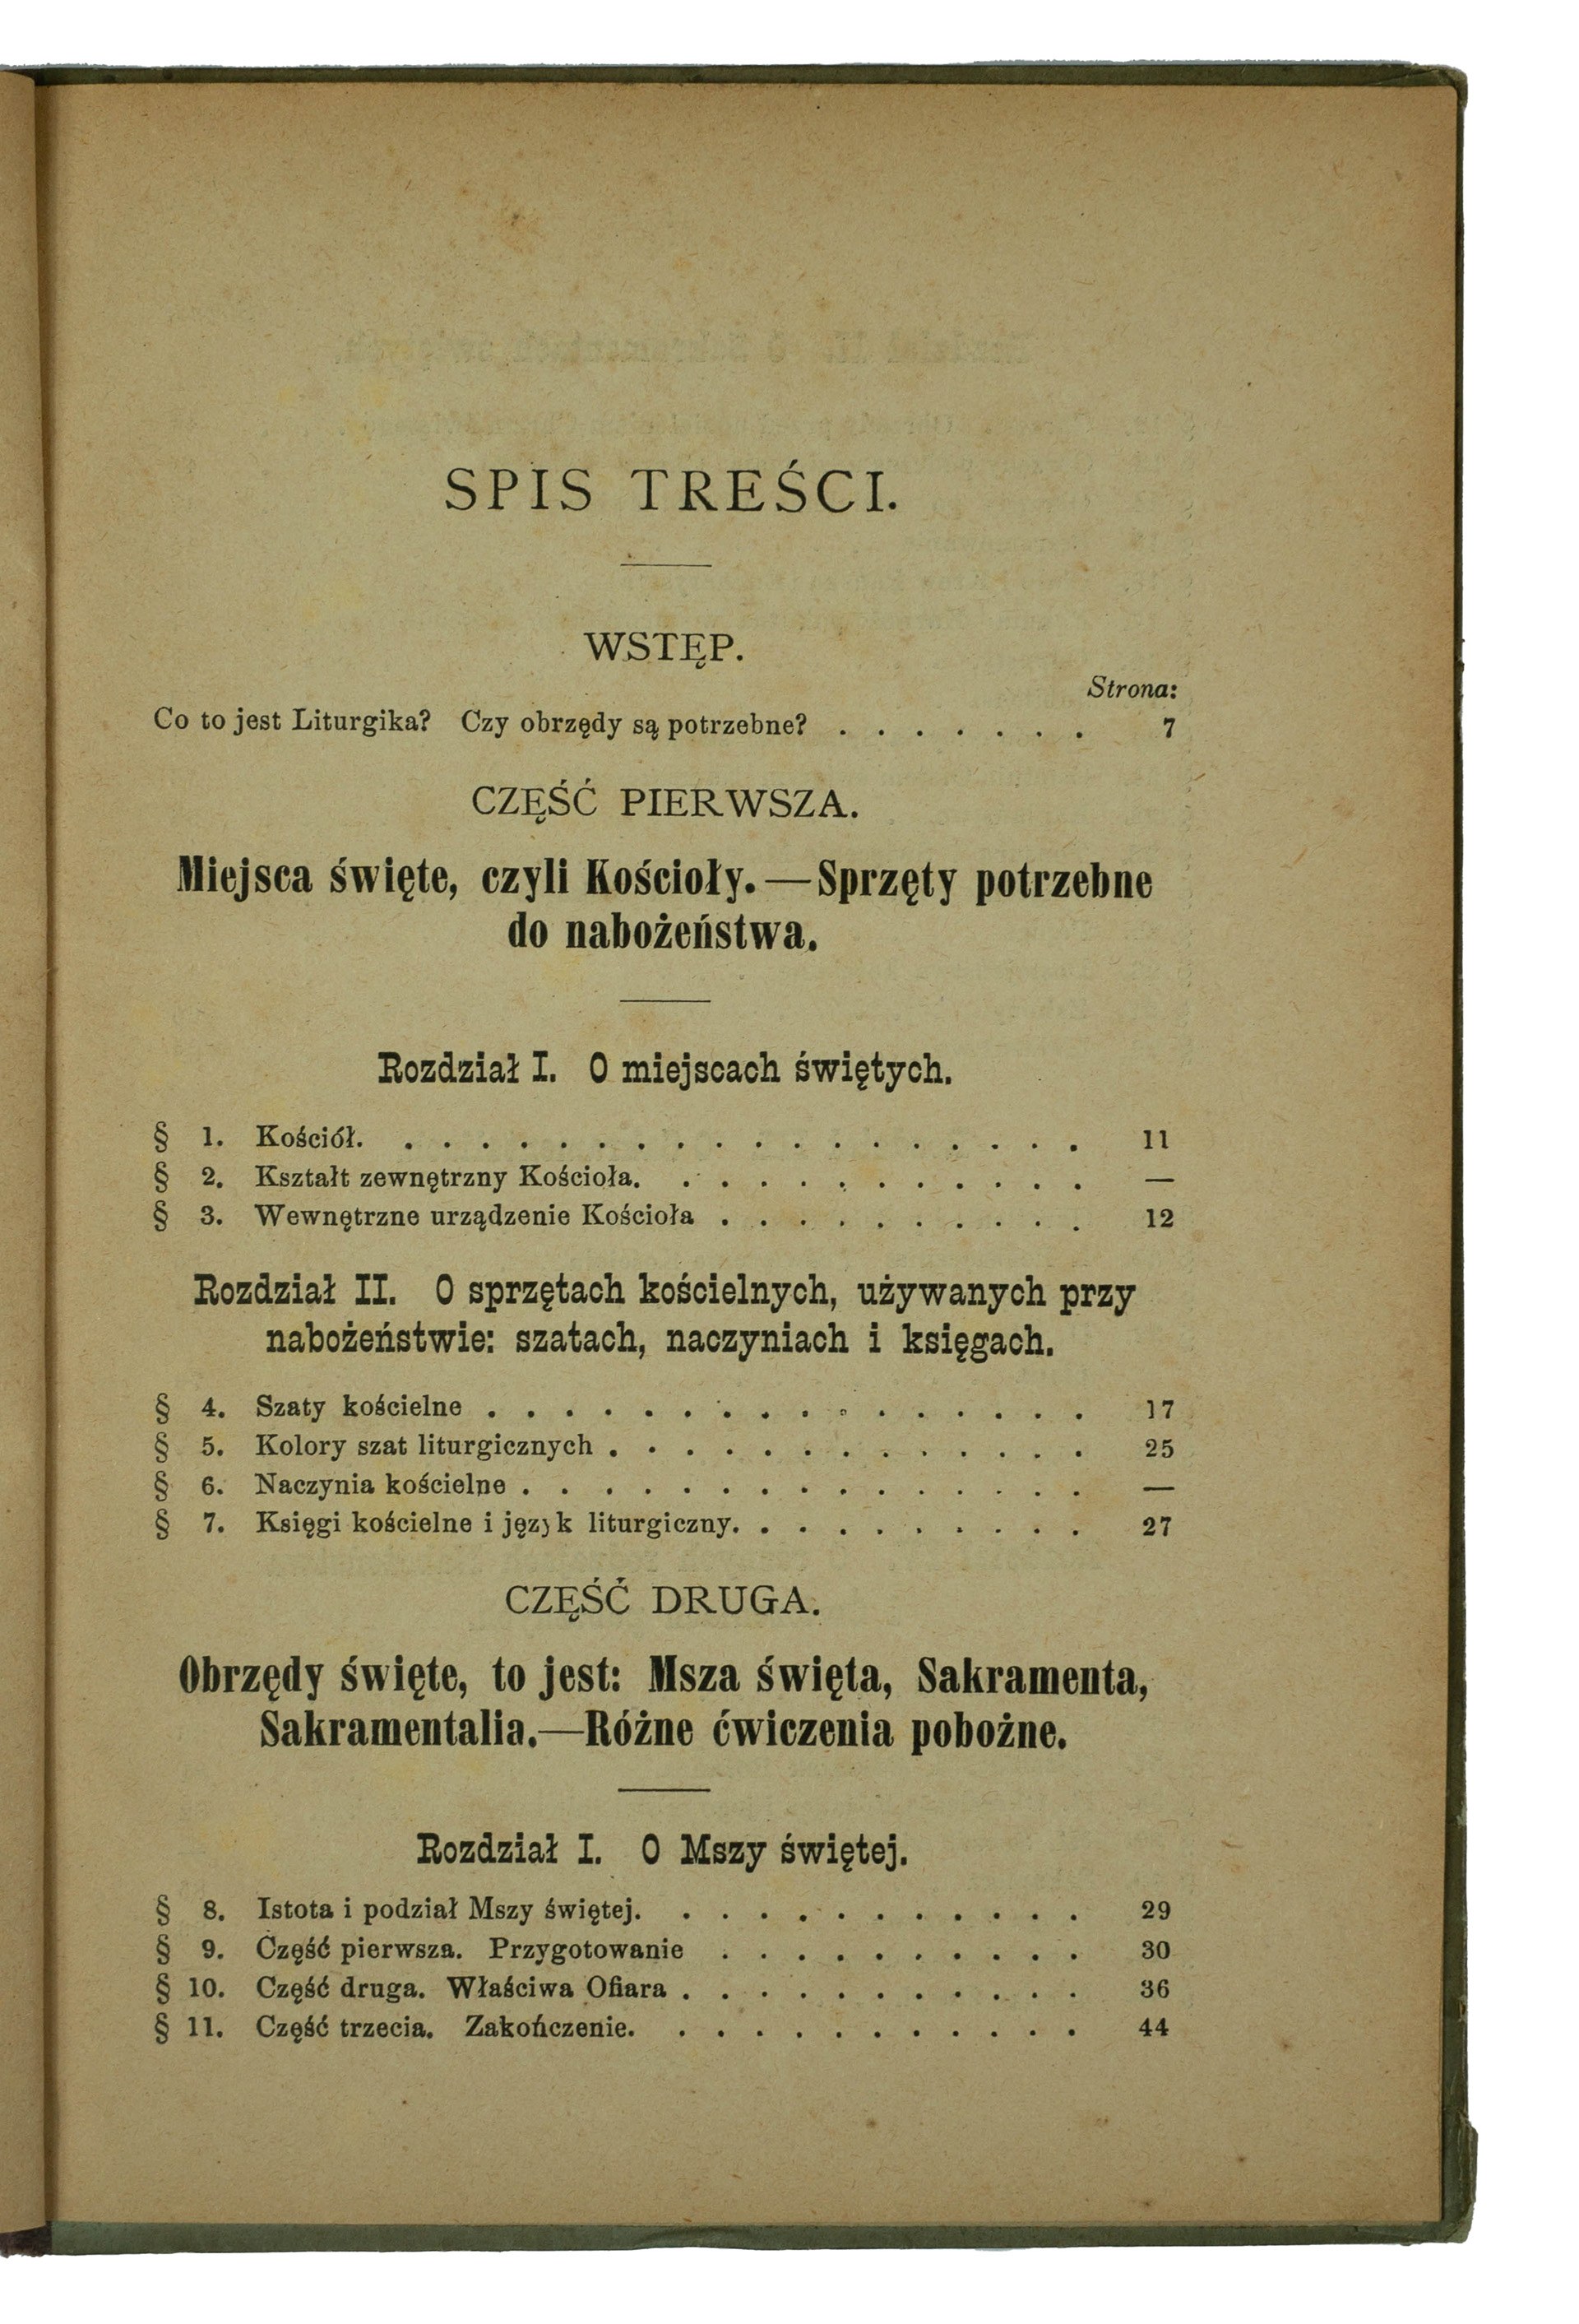 SPIS TREŚCI.
WSTĘP.
Strona:
Co to jest Liturgika? Czy obrzędy są potrzebne? . . . . . . . 7
CZĘŚĆ PIERWSZA.
Miejsca święte, czyli Kościoły.—Sprzęty potrzebne
do nabożeństwa.
Rozdział I. O miejscach świętych.
§ 1. Kościół. . . . . . . . . . . . . . . . . . . 11
§ 2. Kształt zewnętrzny Kościoła. . . . . . . . . . . . —
§ 3. Wewnętrzne urządzenie Kościoła . . . . . . . . . . 12
Rozdział II. O sprzętach kościelnych, używanych przy
nabożeństwie: szatach, naczyniach i księgach.
§ 4. Szaty kościelne . . . . . . . . . . . . . . . . 17
§ 5. Kolory szat liturgicznych . . . . . . . . . . . . . 25
§ 6. Naczynia kościelne . . . . . . . . . . . . . . . —
§ 7. Księgi kościelne i język liturgiczny. . . . . . . . . . 27
CZĘŚĆ DRUGA.
Obrzędy święte, to jest: Msza święta, Sakramenta,
Sakramentalia.—Różne ćwiczenia pobożne.
Rozdział I. O Mszy świętej.
§ 8. Istota i podział Mszy świętej. . . . . . . . . . . . 29
§ 9. Część pierwsza. Przygotowanie . . . . . . . . . . 30
§ 10. Część druga. Właściwa Ofiara . . . . . . . . . . . 36
§ 11. Część trzecia. Zakończenie. . . . . . . . . . . . 44